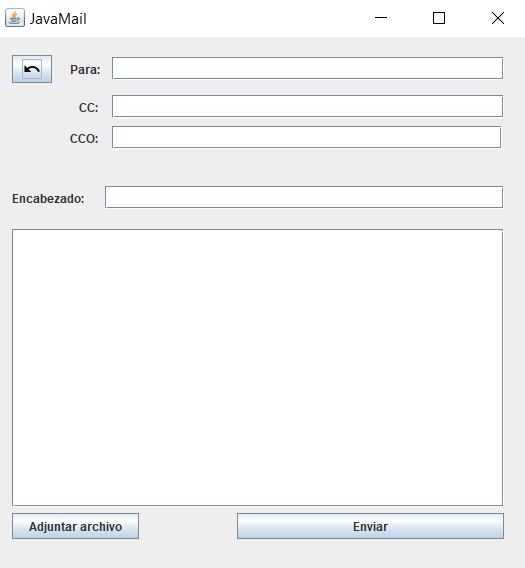 JavaMail
Para:
CC:
CCO:
Encabezado:
Adjuntar archivo
Enviar